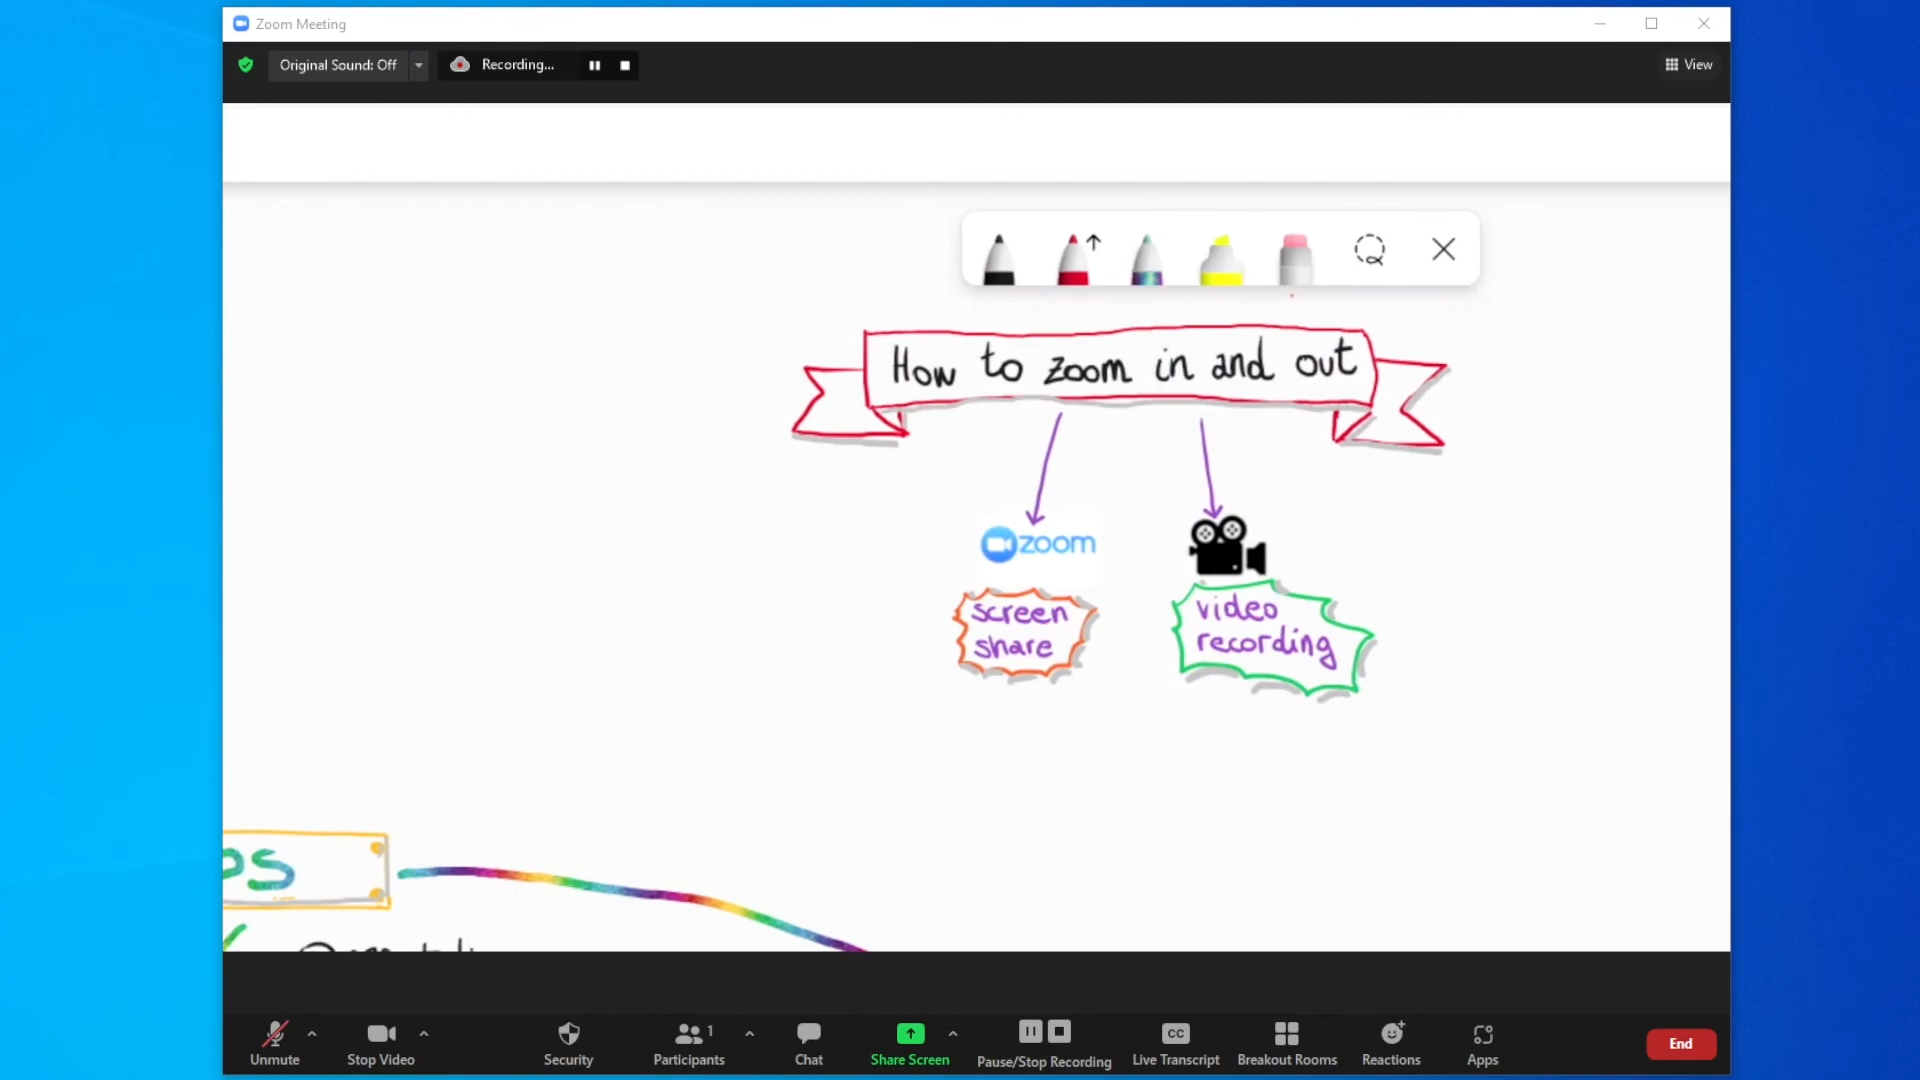 Zoom Meeting
Original Sound: Off
Recording...
View
How to zoom in and out
zoom
screen
share
video
recording
ps
Unmute
Stop Video
Security
Participants
1
Chat
Share Screen
Pause/Stop Recording
CC
Live Transcript
Breakout Rooms
Reactions
Apps
End